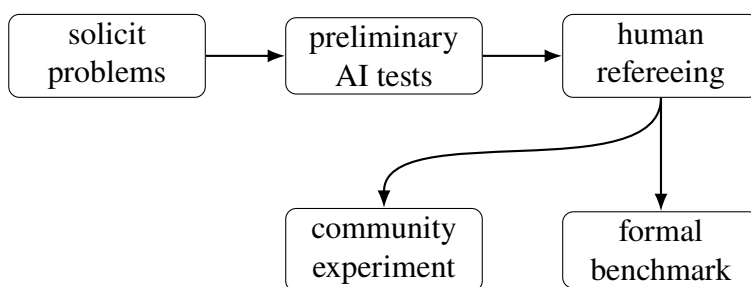 solicit
problems
preliminary
AI tests
human
refereeing
community
experiment
formal
benchmark